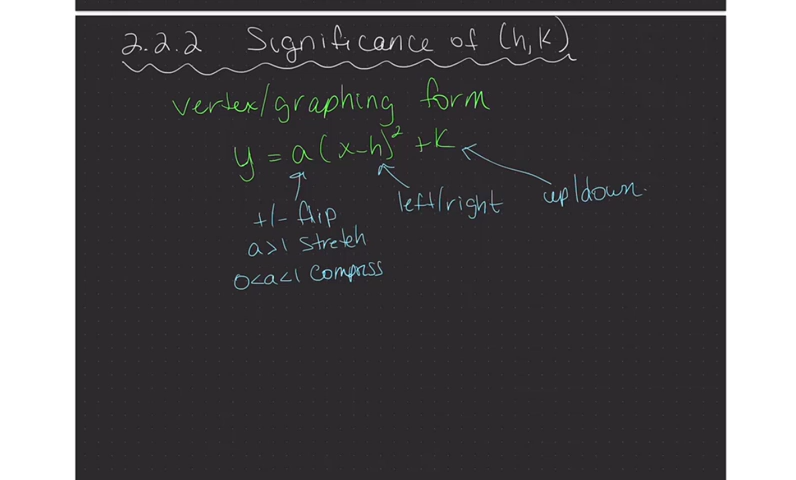 2.2.2 Significance of (h,k)
vertex/graphing form
y = a(x-h)² + k
+/- flip
a>1 stretch
0<a<1 compress
left/right
up/down.